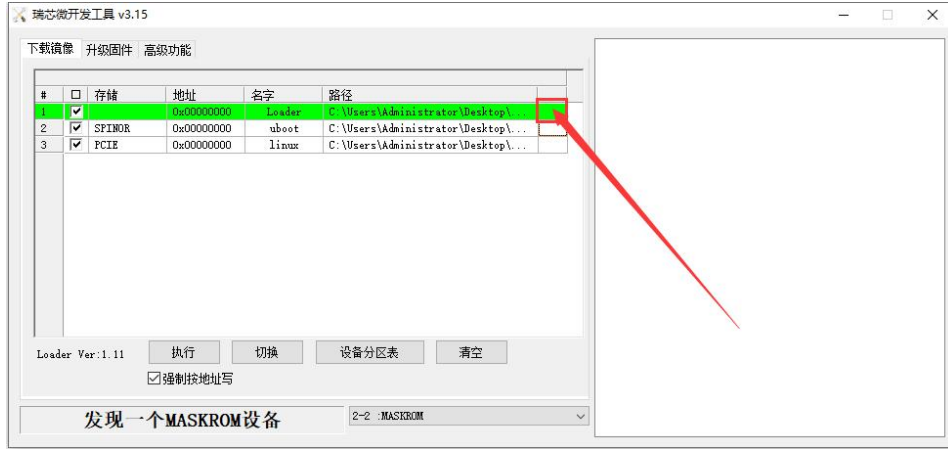 瑞芯微开发工具 v3.15
下载镜像 升级固件 高级功能
# 存储 地址 名字 路径
1 0x00000000 Loader C:\Users\Administrator\Desktop\...
2 SPINOR 0x00000000 uboot C:\Users\Administrator\Desktop\...
3 PCIE 0x00000000 linux C:\Users\Administrator\Desktop\...
Loader Ver:1.11 执行 切换 设备分区表 清空
强制按地址写
发现一个MASKROM设备 2-2 :MASKROM